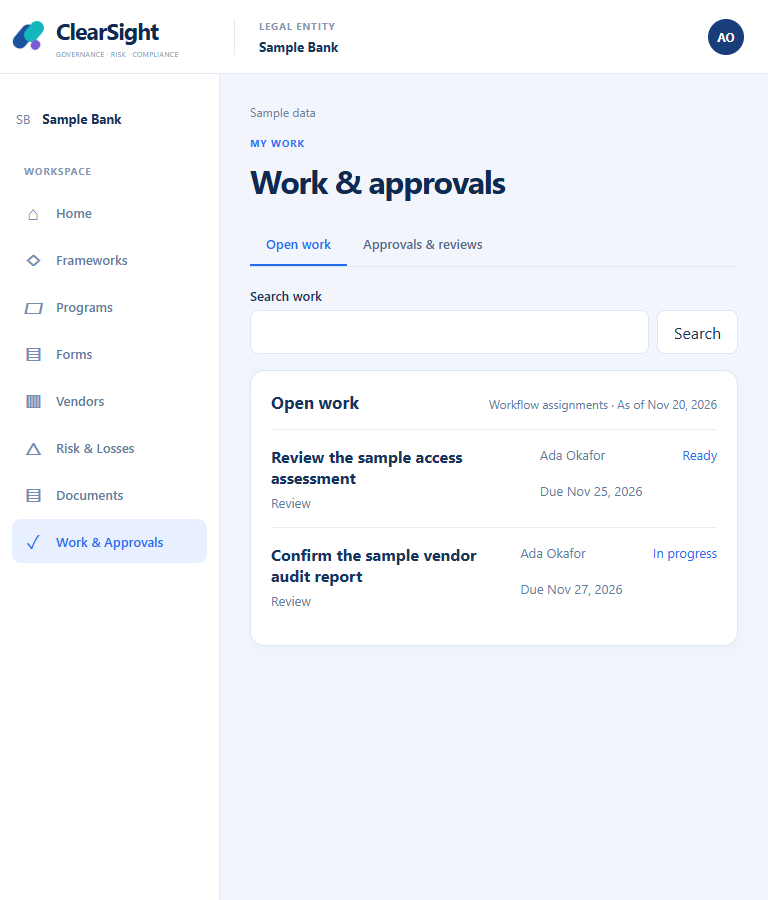 ClearSight
GOVERNANCE · RISK · COMPLIANCE
LEGAL ENTITY
Sample Bank
AO
SB Sample Bank
WORKSPACE
Home
Frameworks
Programs
Forms
Vendors
Risk & Losses
Documents
Work & Approvals
Sample data
MY WORK
Work & approvals
Open work
Approvals & reviews
Search work
Search
Open work
Workflow assignments · As of Nov 20, 2026
Review the sample access
assessment
Review
Ada Okafor
Ready
Due Nov 25, 2026
Confirm the sample vendor
audit report
Review
Ada Okafor
In progress
Due Nov 27, 2026